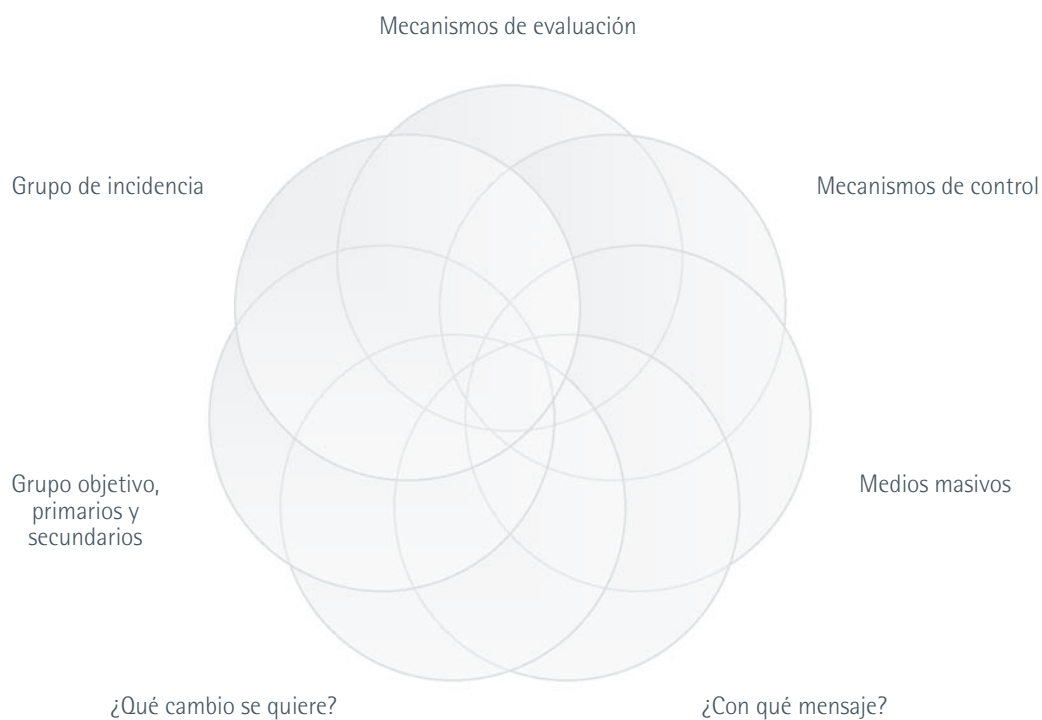 Mecanismos de evaluación
Grupo de incidencia
Mecanismos de control
Grupo objetivo,
primarios y
secundarios
Medios masivos
¿Qué cambio se quiere?
¿Con qué mensaje?